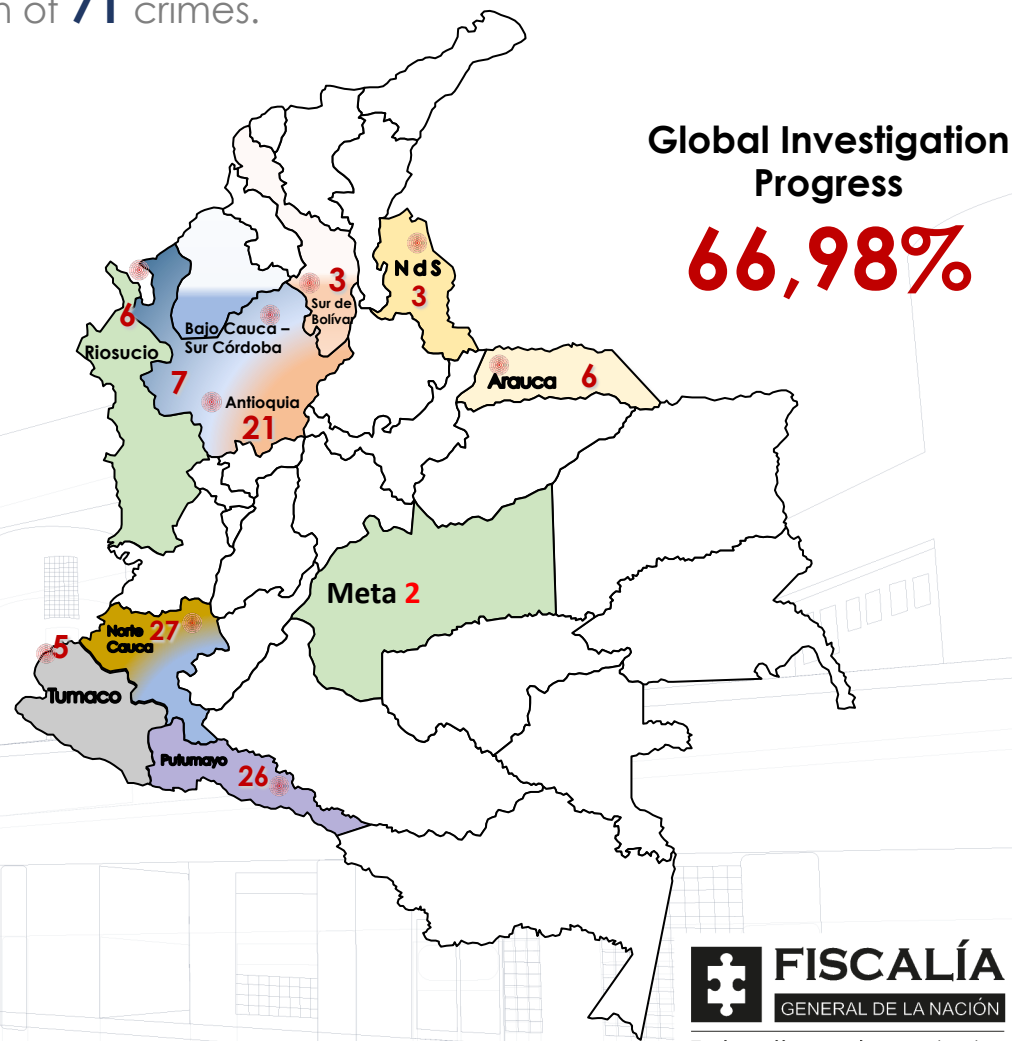 of 71 crimes.
Global Investigation
Progress
66,98%
NdS
3
3
Sur de
Bolívar
6
Bajo Cauca –
Sur Córdoba
Riosucio
7
Arauca 6
Antioquia
21
Meta 2
Norte 27
Cauca
5
Tumaco
Putumayo
26
FISCALÍA
GENERAL DE LA NACIÓN